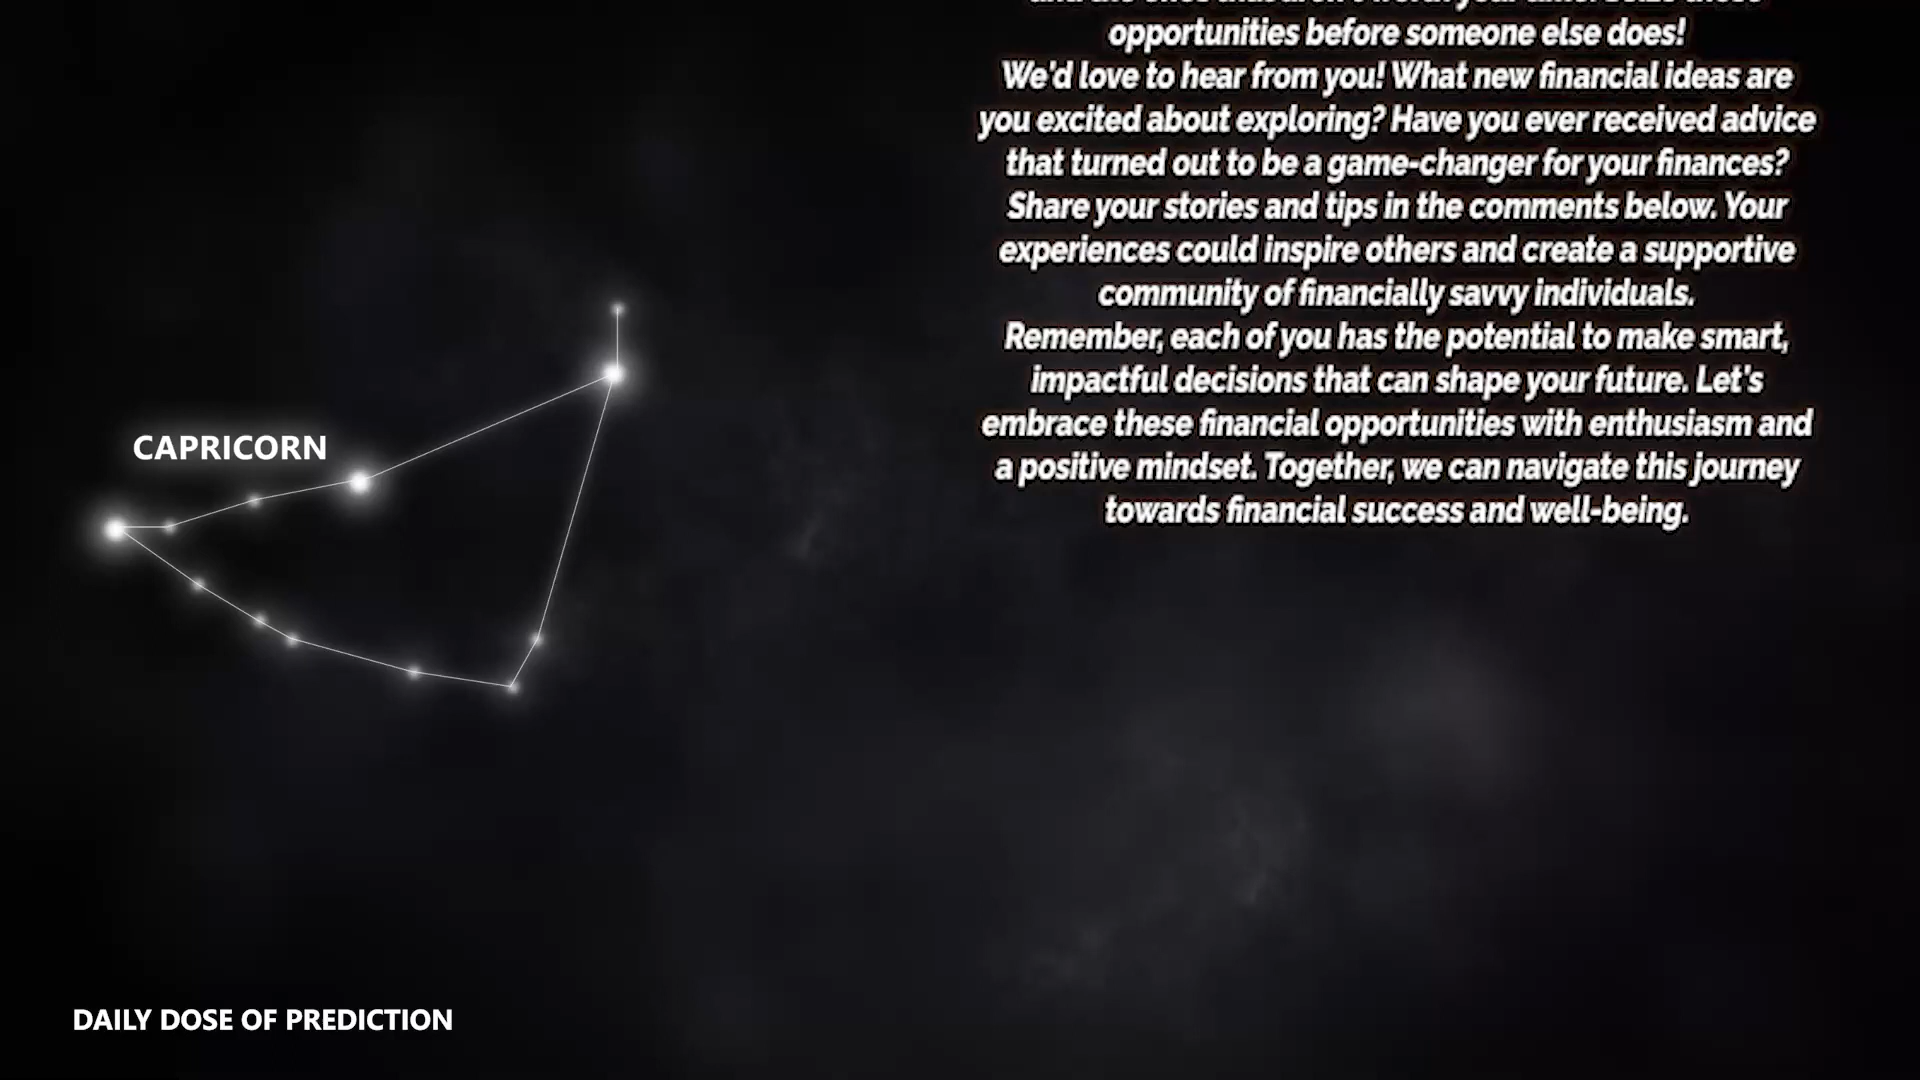 opportunities before someone else does!
We'd love to hear from you! What new financial ideas are
you excited about exploring? Have you ever received advice
that turned out to be a game-changer for your finances?
Share your stories and tips in the comments below. Your
experiences could inspire others and create a supportive
community of financially savvy individuals.
Remember, each of you has the potential to make smart,
impactful decisions that can shape your future. Let's
embrace these financial opportunities with enthusiasm and
a positive mindset. Together, we can navigate this journey
towards financial success and well-being.
CAPRICORN
DAILY DOSE OF PREDICTION